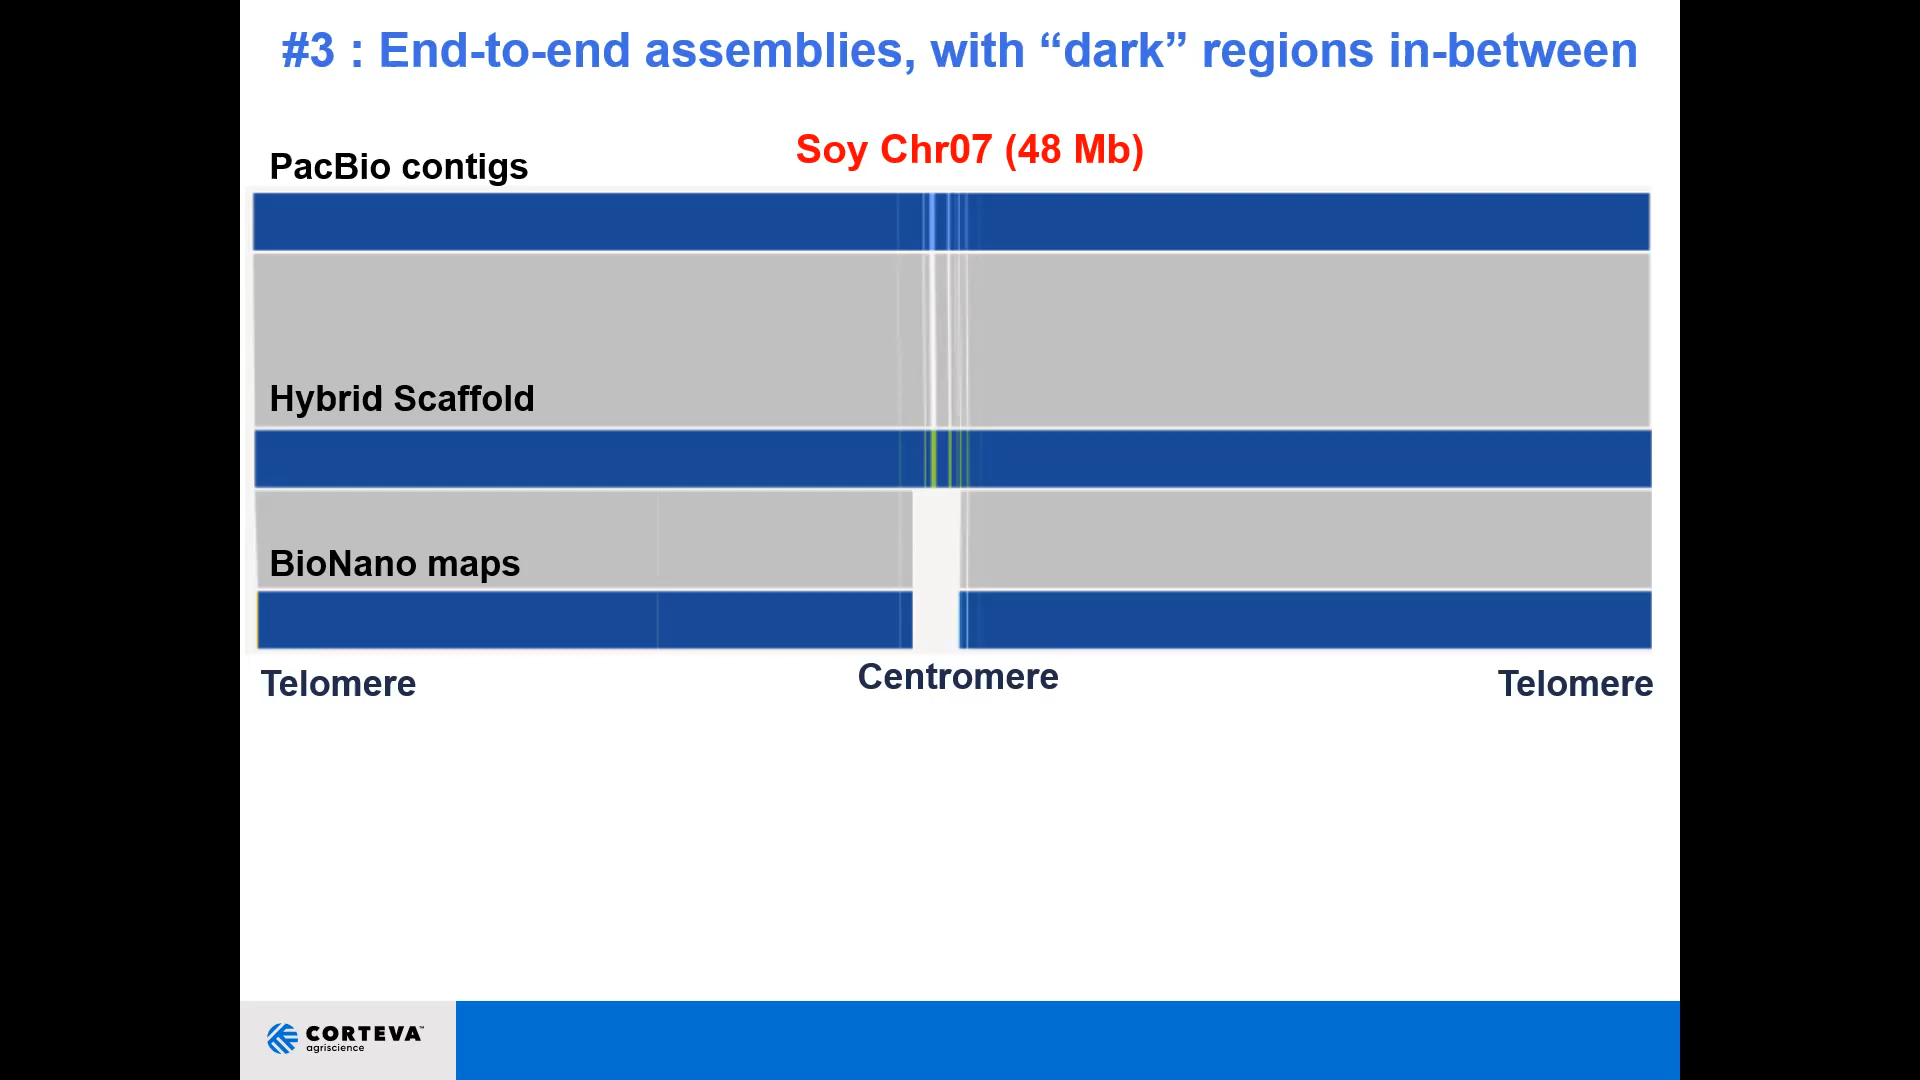 #3 : End-to-end assemblies, with “dark” regions in-between
Soy Chr07 (48 Mb)
PacBio contigs
Hybrid Scaffold
BioNano maps
Telomere
Centromere
Telomere
CORTEVA™
agriscience